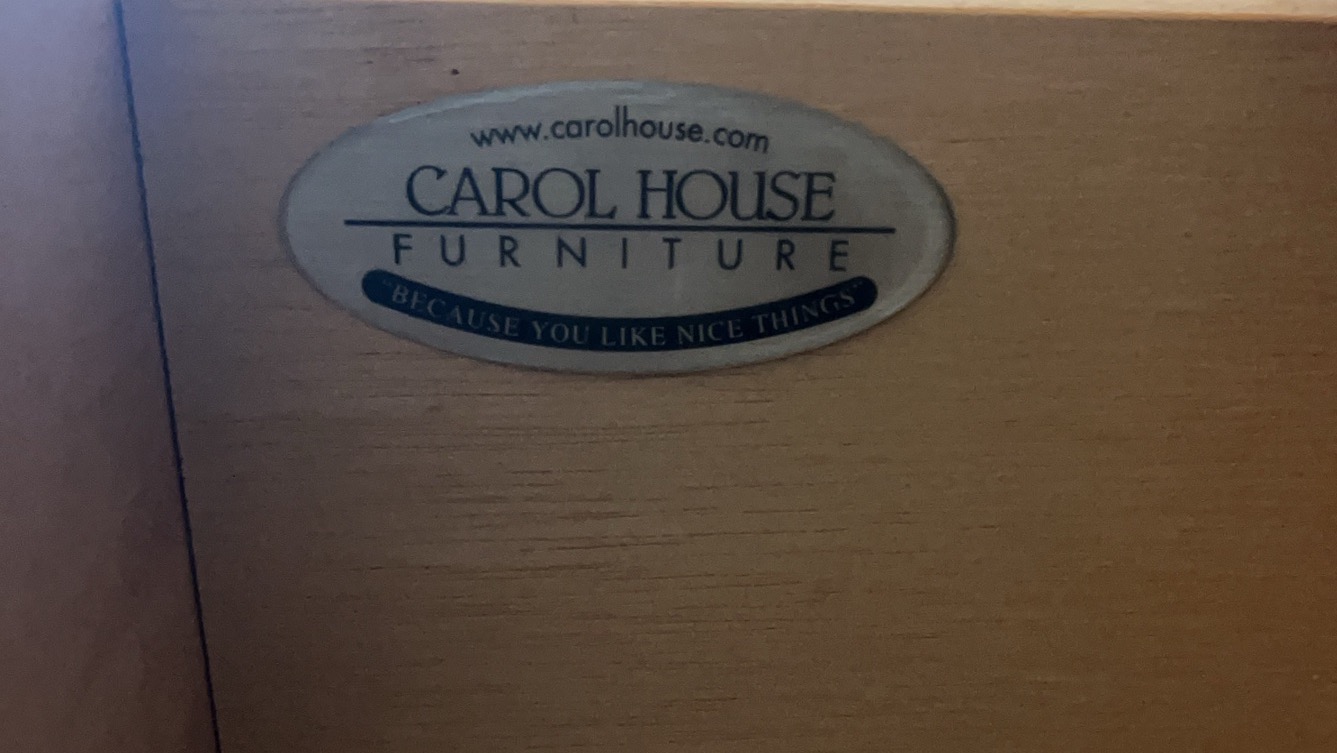 www.carolhouse.com
CAROL HOUSE
FURNITURE
"BECAUSE YOU LIKE NICE THINGS"